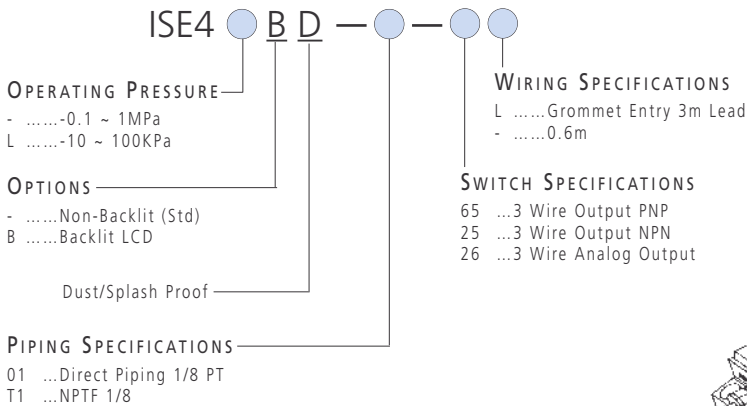 ISE4 B D — —
OPERATING PRESSURE
- ......-0.1 ~ 1MPa
L ......-10 ~ 100KPa
OPTIONS
- ......Non-Backlit (Std)
B ......Backlit LCD
Dust/Splash Proof
PIPING SPECIFICATIONS
01 ...Direct Piping 1/8 PT
T1 ...NPTF 1/8
WIRING SPECIFICATIONS
L ......Grommet Entry 3m Lead
- ......0.6m
SWITCH SPECIFICATIONS
65 ...3 Wire Output PNP
25 ...3 Wire Output NPN
26 ...3 Wire Analog Output